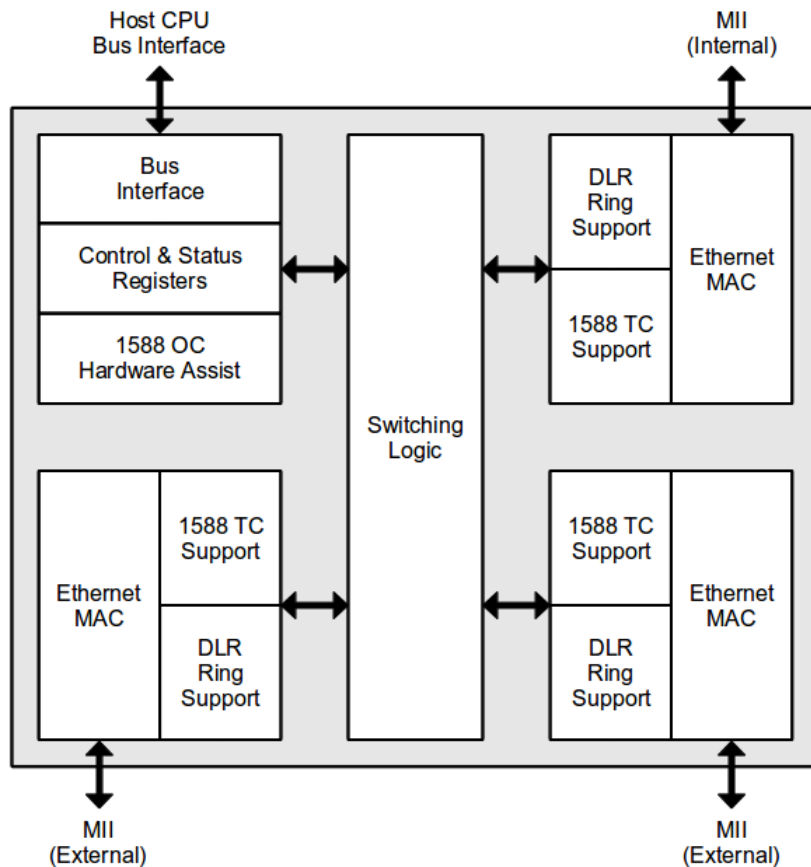 Host CPU
Bus Interface
MII
(Internal)
Bus
Interface
Control & Status
Registers
1588 OC
Hardware Assist
Switching
Logic
DLR
Ring
Support
1588 TC
Support
Ethernet
MAC
Ethernet
MAC
1588 TC
Support
DLR
Ring
Support
1588 TC
Support
DLR
Ring
Support
Ethernet
MAC
MII
(External)
MII
(External)